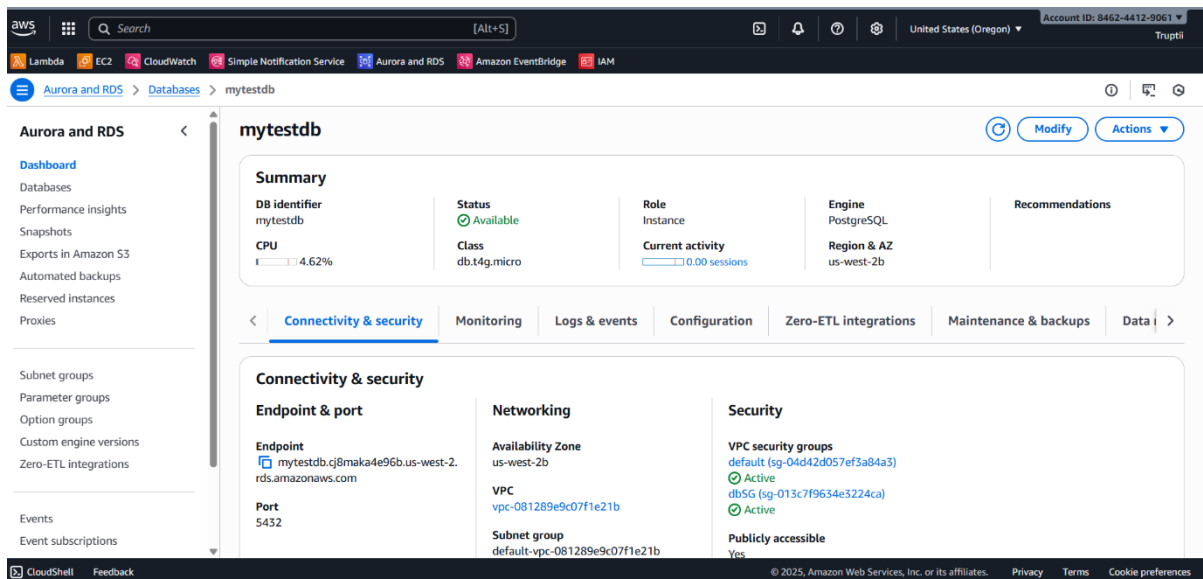 aws
Search [Alt+S]
United States (Oregon)
Account ID: 8462-4412-9061
Truptii
Lambda EC2 CloudWatch Simple Notification Service Aurora and RDS Amazon EventBridge IAM
Aurora and RDS > Databases > mytestdb
Aurora and RDS
Dashboard
Databases
Performance insights
Snapshots
Exports in Amazon S3
Automated backups
Reserved instances
Proxies
Subnet groups
Parameter groups
Option groups
Custom engine versions
Zero-ETL integrations
Events
Event subscriptions
mytestdb
Modify
Actions
Summary
DB identifier
mytestdb
Status
Available
Role
Instance
Engine
PostgreSQL
Recommendations
CPU
4.62%
Class
db.t4g.micro
Current activity
0.00 sessions
Region & AZ
us-west-2b
Connectivity & security Monitoring Logs & events Configuration Zero-ETL integrations Maintenance & backups Data
Connectivity & security
Endpoint & port
Endpoint
mytestdb.cj8maka4e96b.us-west-2.
rds.amazonaws.com
Port
5432
Networking
Availability Zone
us-west-2b
VPC
vpc-081289e9c07f1e21b
Subnet group
default-vpc-081289e9c07f1e21b
Security
VPC security groups
default (sg-04d42d057ef3a84a3)
Active
dbSG (sg-013c7f9634e3224ca)
Active
Publicly accessible
Yes
CloudShell Feedback
© 2025, Amazon Web Services, Inc. or its affiliates. Privacy Terms Cookie preferences